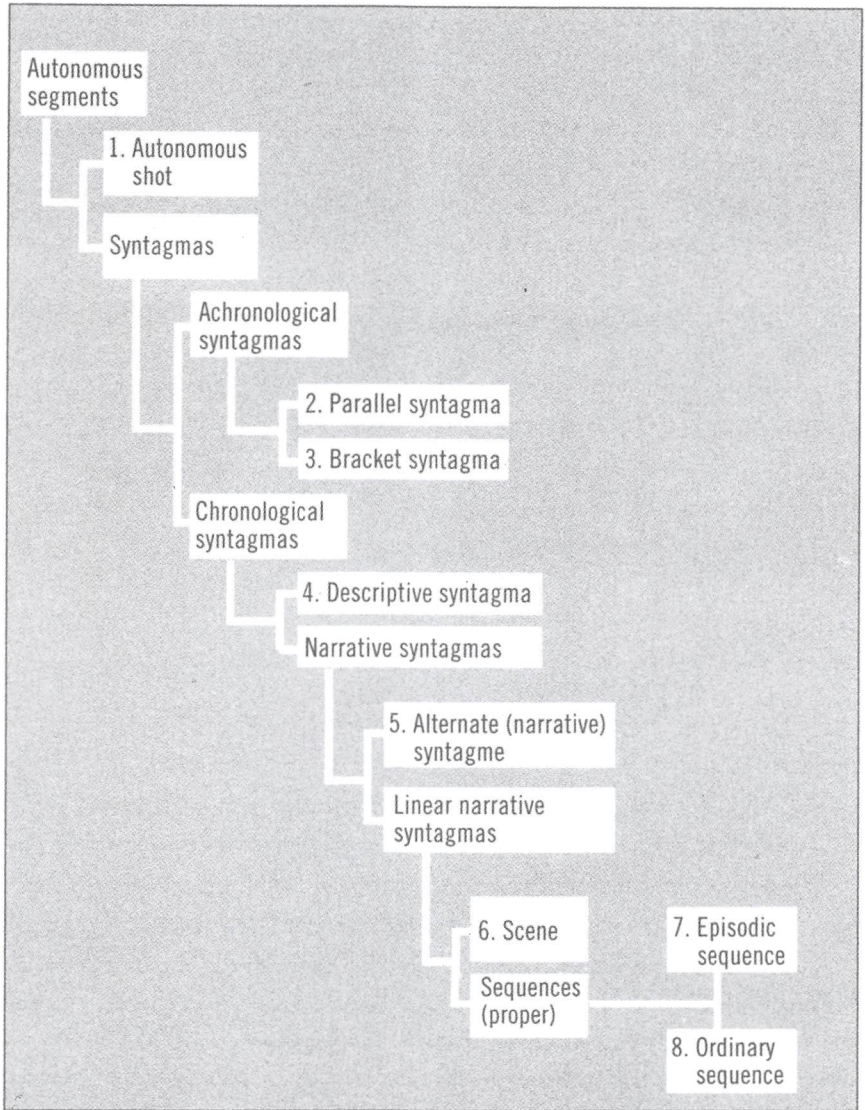 Autonomous
segments
1. Autonomous
shot
Syntagmas
Achronological
syntagmas
2. Parallel syntagma
3. Bracket syntagma
Chronological
syntagmas
4. Descriptive syntagma
Narrative syntagmas
5. Alternate (narrative)
syntagme
Linear narrative
syntagmas
6. Scene
Sequences
(proper)
7. Episodic
sequence
8. Ordinary
sequence